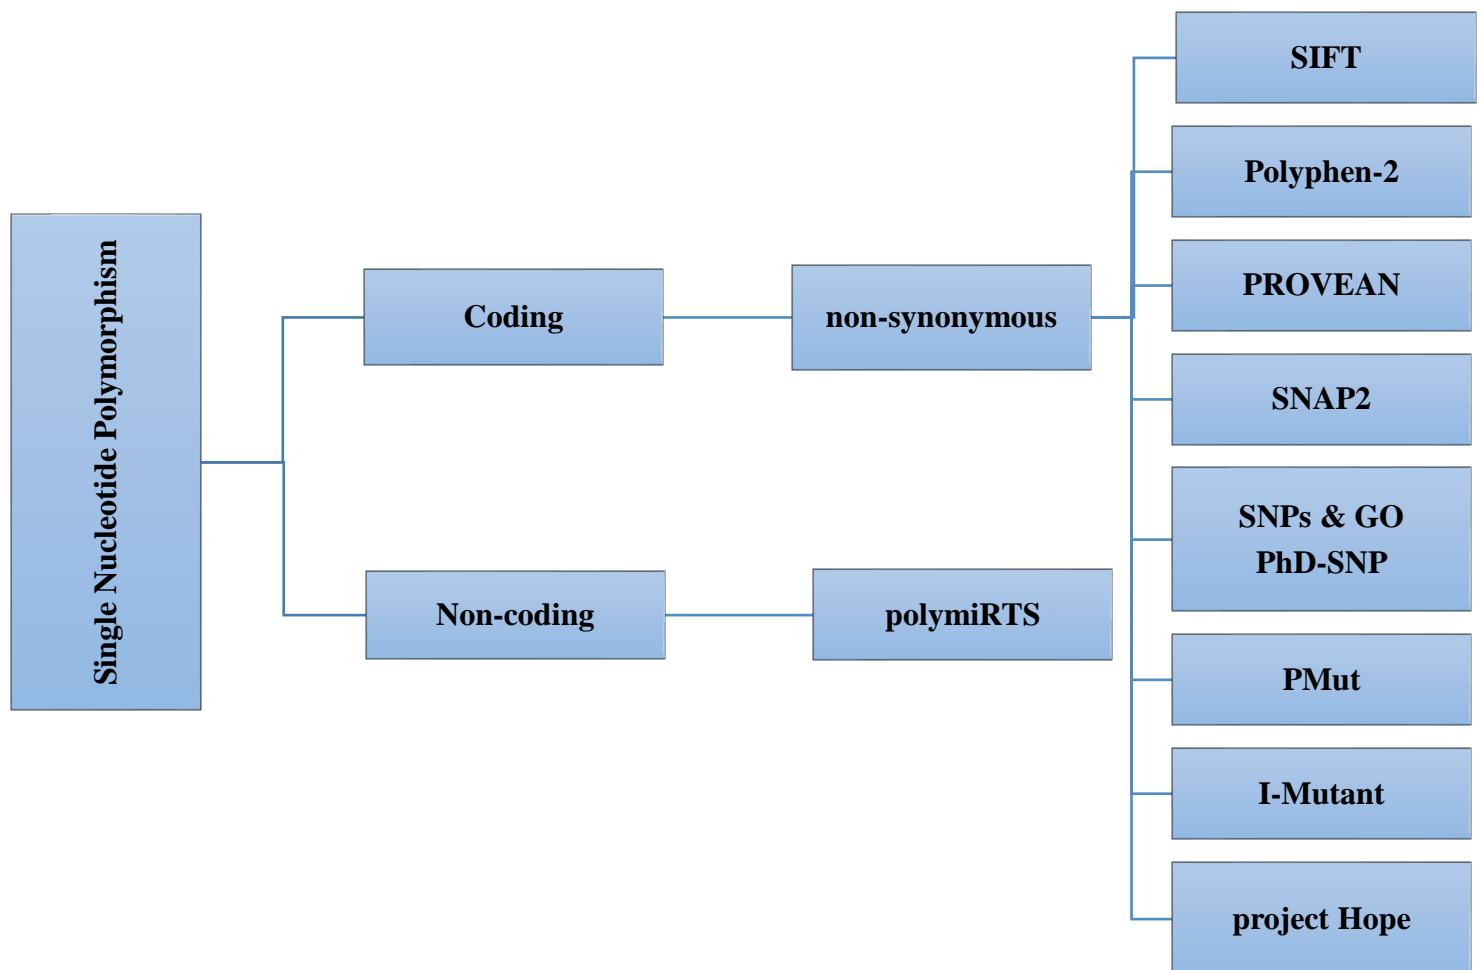 Single Nucleotide Polymorphism
Coding
non-synonymous
Non-coding
polymiRTS
SIFT
Polyphen-2
PROVEAN
SNAP2
SNPs & GO
PhD-SNP
PMut
I-Mutant
project Hope